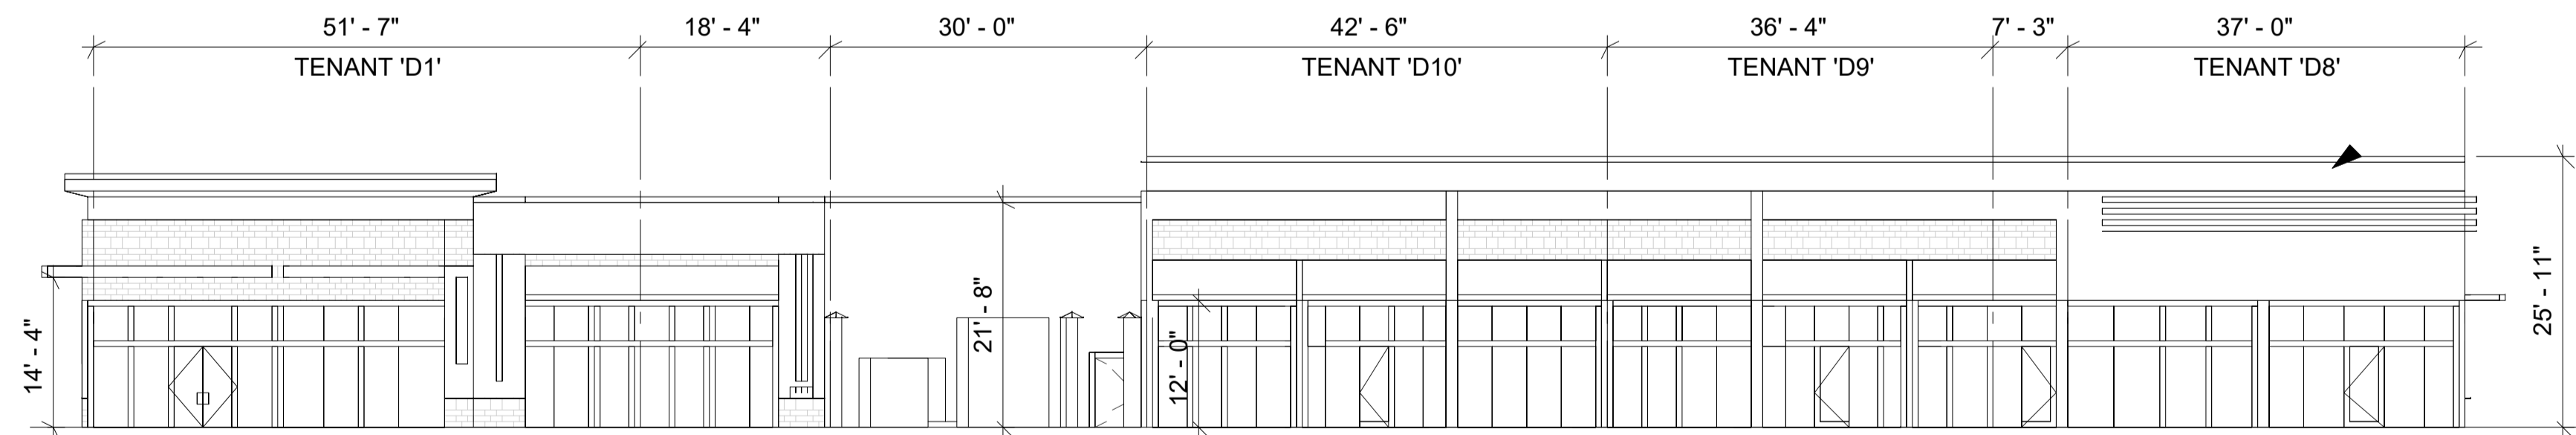 51' - 7"
18' - 4"
30' - 0"
42' - 6"
36' - 4"
7' - 3"
37' - 0"
TENANT 'D1'
TENANT 'D10'
TENANT 'D9'
TENANT 'D8'
14' - 4"
21' - 8"
12' - 0"
25' - 11"